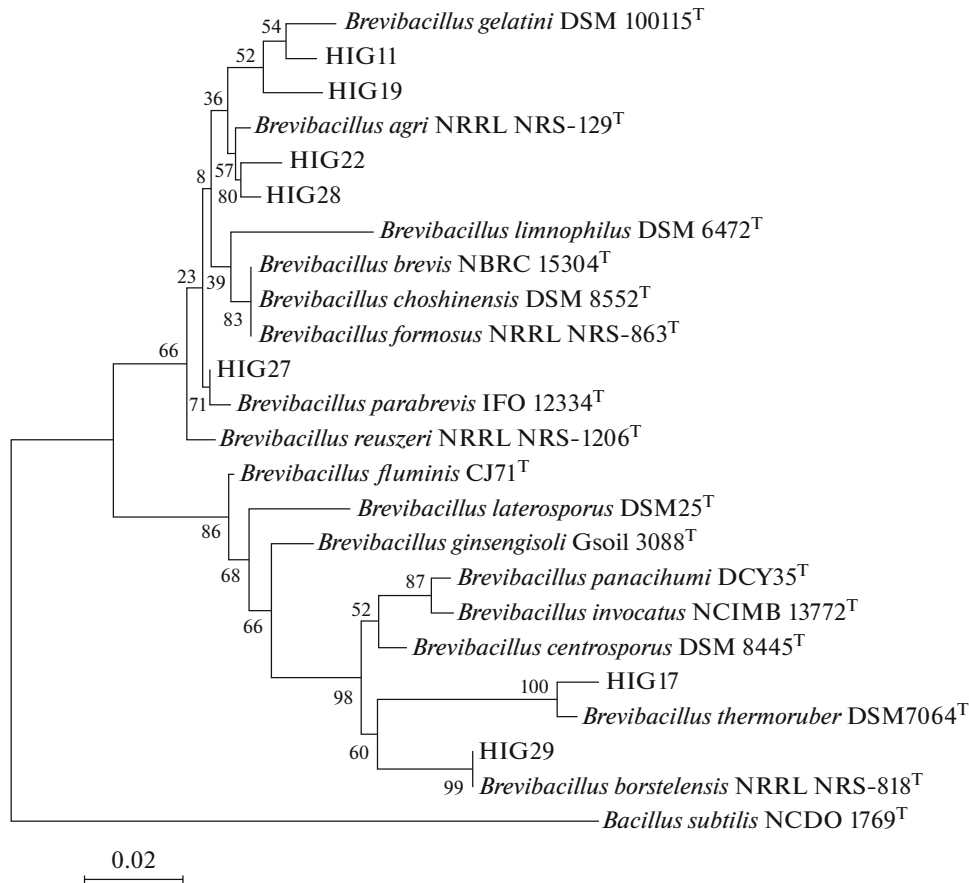 54
Brevibacillus gelatini DSM 100115ᵀ
52
HIG11
HIG19
36
Brevibacillus agri NRRL NRS-129ᵀ
57
HIG22
8
80
HIG28
Brevibacillus limnophilus DSM 6472ᵀ
23
39
Brevibacillus brevis NBRC 15304ᵀ
Brevibacillus choshinensis DSM 8552ᵀ
83
Brevibacillus formosus NRRL NRS-863ᵀ
66
HIG27
71
Brevibacillus parabrevis IFO 12334ᵀ
Brevibacillus reuszeri NRRL NRS-1206ᵀ
Brevibacillus fluminis CJ71ᵀ
86
Brevibacillus laterosporus DSM25ᵀ
68
Brevibacillus ginsengisoli Gsoil 3088ᵀ
87
Brevibacillus panacihumi DCY35ᵀ
66
52
Brevibacillus invocatus NCIMB 13772ᵀ
Brevibacillus centrosporus DSM 8445ᵀ
98
100
HIG17
Brevibacillus thermoruber DSM7064ᵀ
60
HIG29
99
Brevibacillus borstelensis NRRL NRS-818ᵀ
Bacillus subtilis NCDO 1769ᵀ
0.02